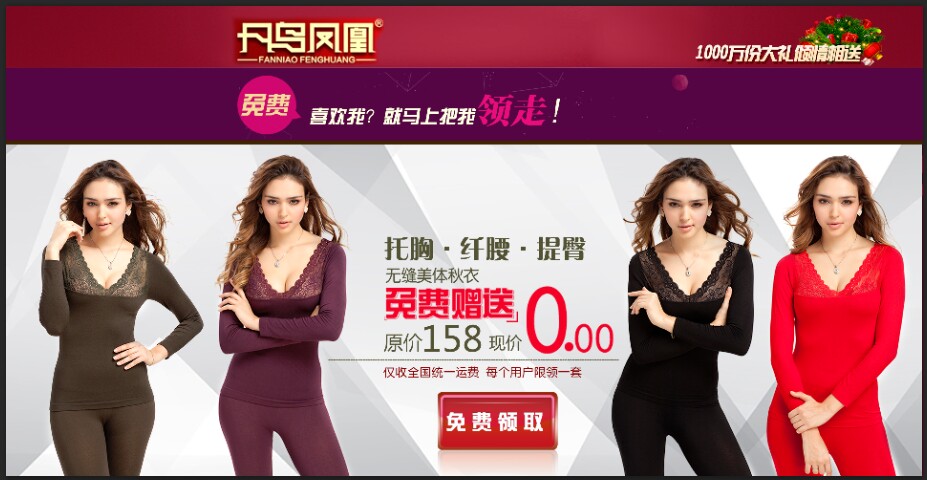 丹鸟凤凰®
FANNIAO FENGHUANG
1000万份大礼倾情相送
免费
喜欢我？就马上把我领走！
托胸·纤腰·提臀
无缝美体秋衣
免费赠送
原价158 现价0.00
仅收全国统一运费 每个用户限领一套
免费领取